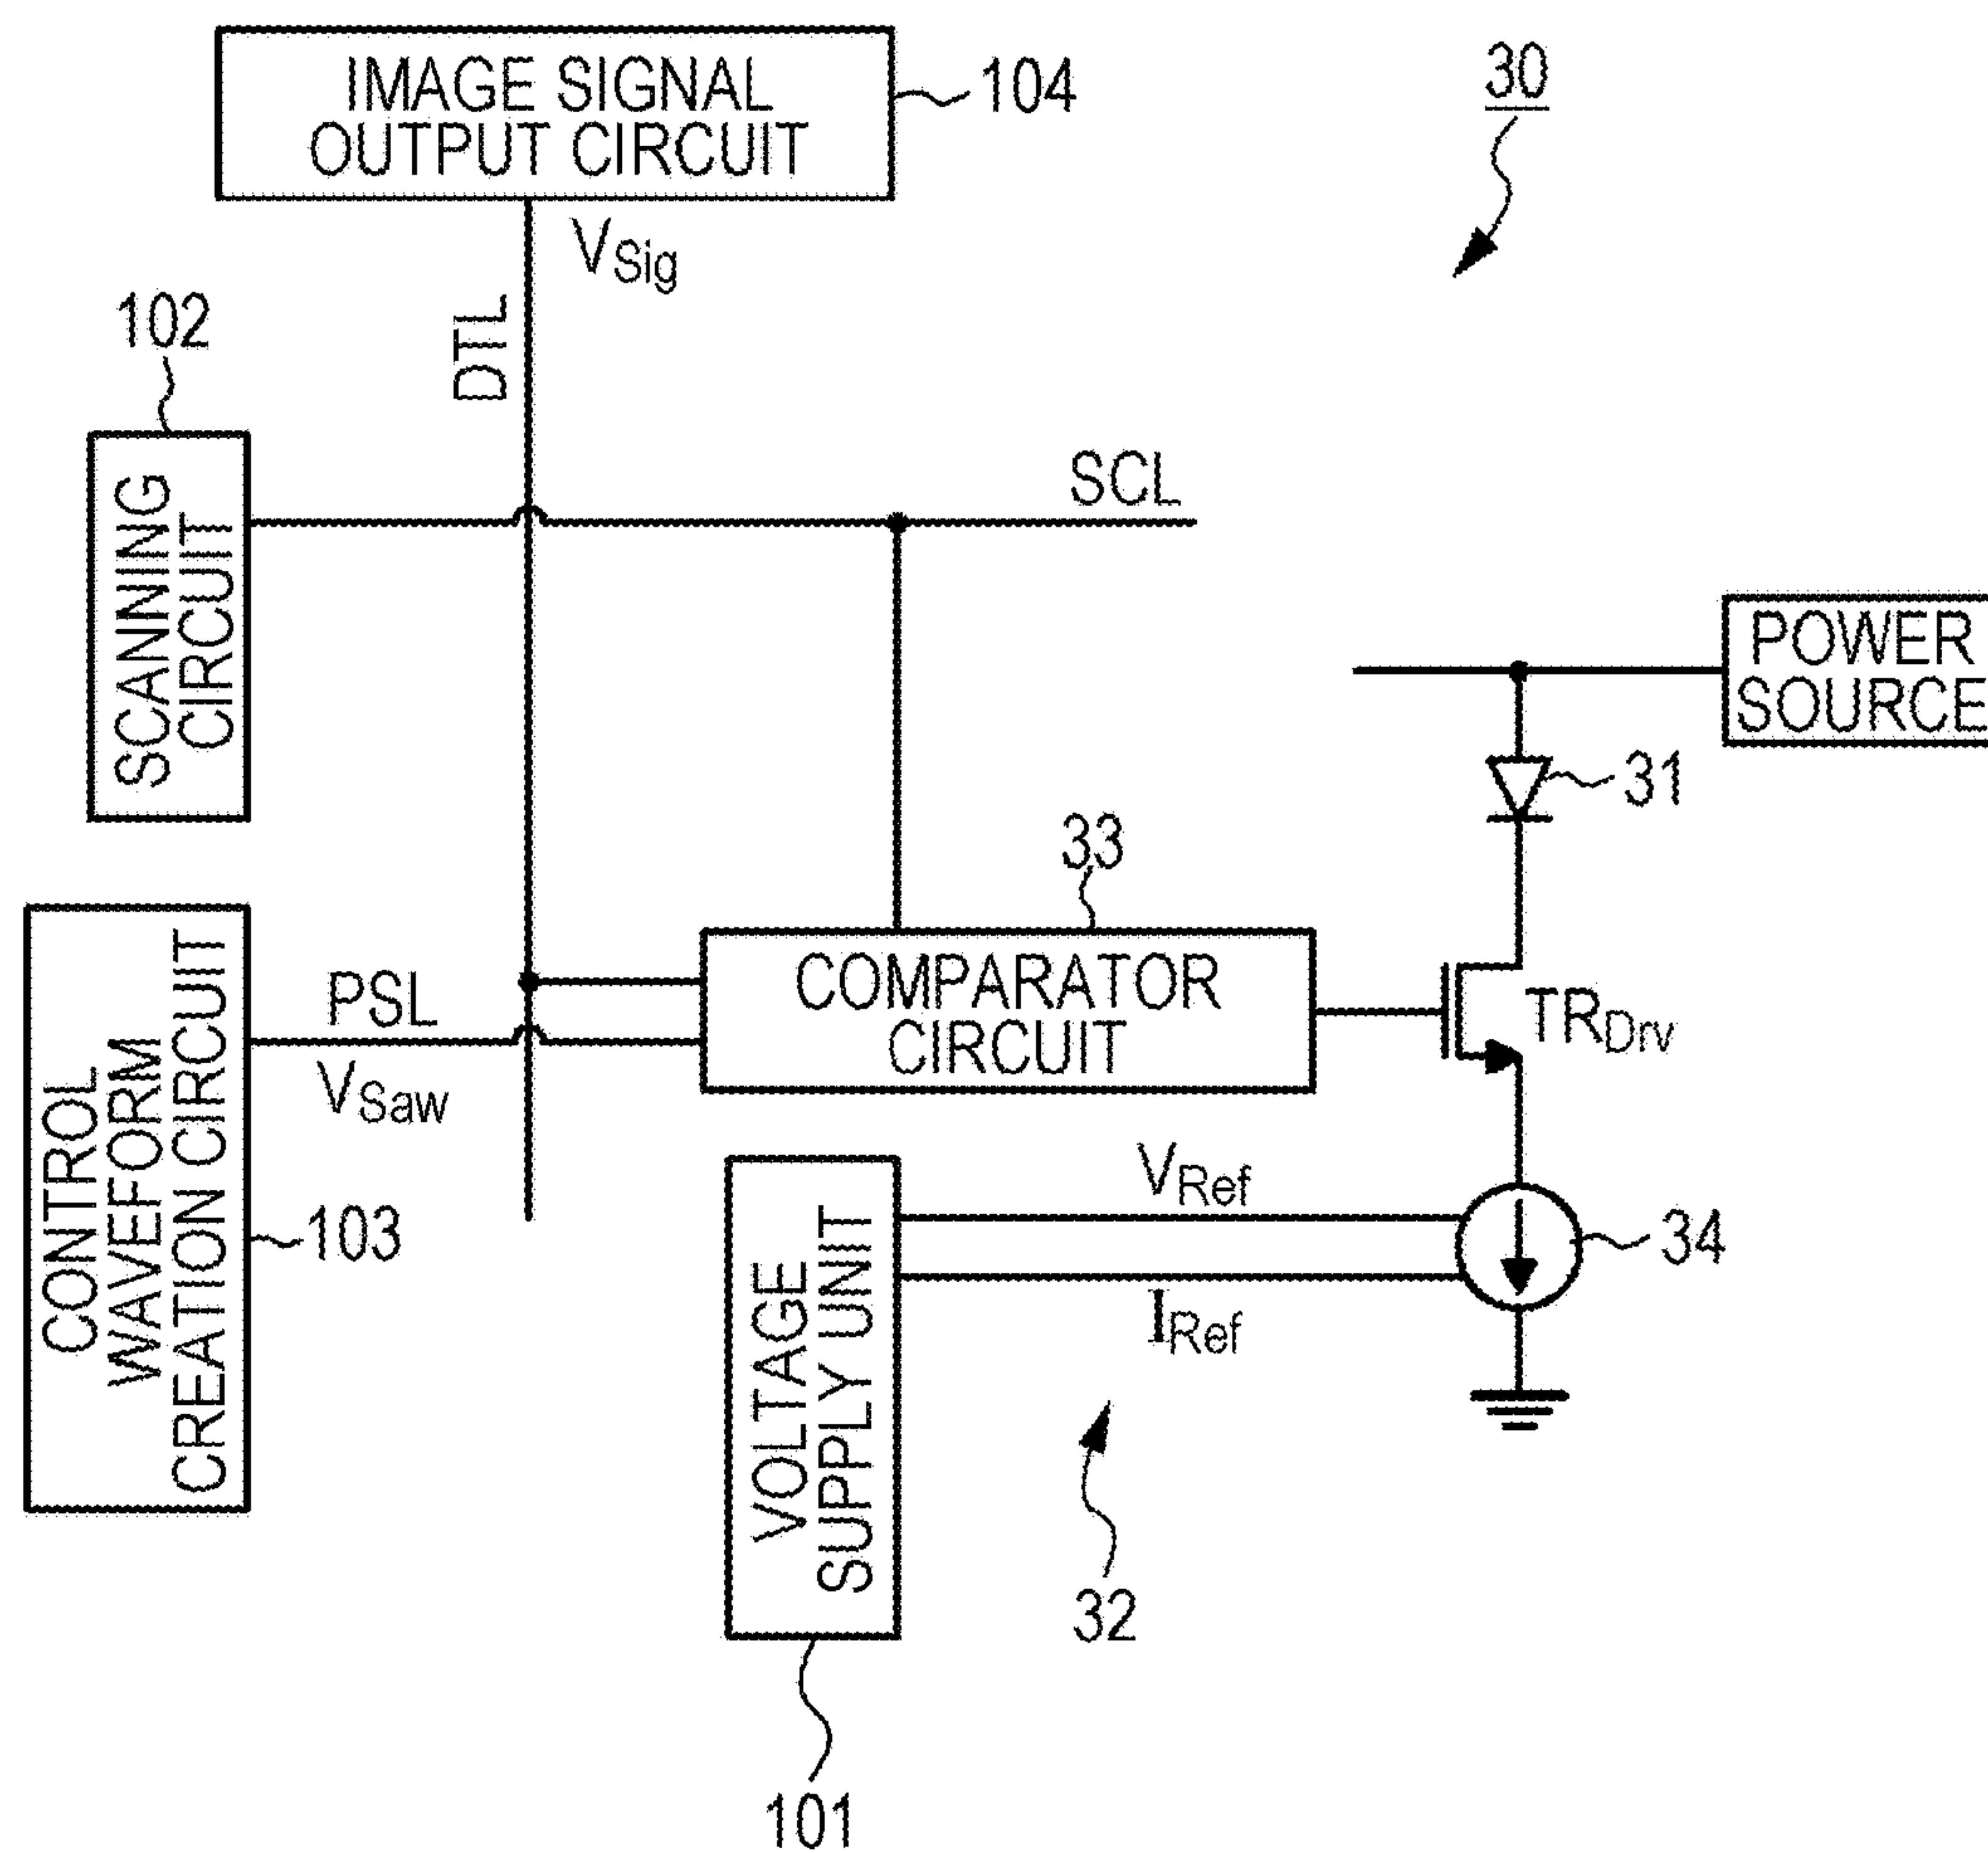 IMAGE SIGNAL
OUTPUT CIRCUIT
104
30
VSig
DTL
102
SCANNING
CIRCUIT
SCL
POWER
SOURCE
31
33
COMPARATOR
CIRCUIT
TRDrv
PSL
VSaw
CONTROL
WAVEFORM
CREATION CIRCUIT
103
VOLTAGE
SUPPLY UNIT
VRef
IRef
34
32
101